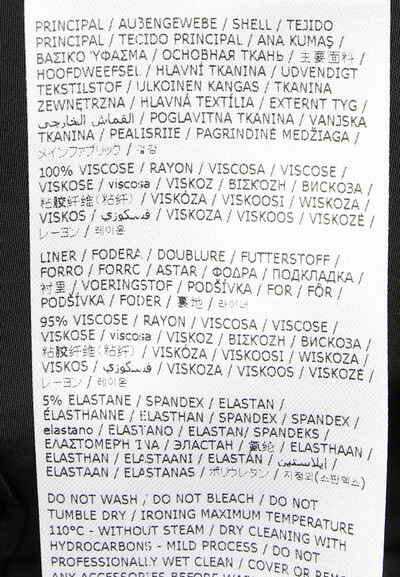 PRINCIPAL / AUßENGEWEBE / SHELL / TEJIDO
PRINCIPAL / TECIDO PRINCIPAL / ANA KUMAŞ /
ΒΑΣΙΚΟ ΎΦΑΣΜΑ / ОСНОВНАЯ ТКАНЬ / 主要面料 /
HOOFDWEEFSEL / HLAVNÍ TKANINA / UDVENDIGT
TEKSTILSTOF / ULKOINEN KANGAS / TKANINA
ZEWNĘTRZNA / HLAVNÁ TEXTÍLIA / EXTERNT TYG /
القماش الخارجي / POGLAVITNA TKANINA / VANJSKA
TKANINA / PEALISRIIE / PAGRINDINĖ MEDŽIAGA /
メインファブリック / 겉감
100% VISCOSE / RAYON / VISCOSA / VISCOSE /
VISKOSE / viscosa / VISKOZ / ΒΙΣΚΟΖΗ / ВИСКОЗА /
粘胶纤维(粘纤) / VISKÓZA / VISKOOSI / WISKOZA /
VISKOS / فسكوزي / VISKOZA / VISKOOS / VISKOZĖ /
レーヨン / 레이온
LINER / FODERA / DOUBLURE / FUTTERSTOFF /
FORRO / FORRO / ASTAR / ΦΟΔΡΑ / ПОДКЛАДКА /
衬里 / VOERINGSTOF / PODŠÍVKA / FOR / FÔR /
PODŠÍVKA / FODER / 裏地 / 라이너
95% VISCOSE / RAYON / VISCOSA / VISCOSE /
VISKOSE / viscosa / VISKOZ / ΒΙΣΚΟΖΗ / ВИСКОЗА /
粘胶纤维(粘纤) / VISKÓZA / VISKOOSI / WISKOZA /
VISKOS / فسكوزي / VISKOZA / VISKOOS / VISKOZĖ /
レーヨン / 레이온
5% ELASTANE / SPANDEX / ELASTAN /
ÉLASTHANNE / ELASTHAN / SPANDEX / SPANDEX /
elastano / ELASTANO / ELASTAN / SPANDEKS /
ΕΛΑΣΤΟΜΕΡΗ ΊΝΑ / ЭЛАСТАН / 氨纶 / ELASTHAAN /
ELASTHAN / ELASTAANI / ELASTAN / ايلاستين /
ELASTAAN / ELASTANAS / ポリウレタン / (스판덱스)
DO NOT WASH / DO NOT BLEACH / DO NOT
TUMBLE DRY / IRONING MAXIMUM TEMPERATURE
110°C - WITHOUT STEAM / DRY CLEANING WITH
HYDROCARBONS - MILD PROCESS / DO NOT
PROFESSIONALLY WET CLEAN / COVER OR REMOVE
ANY ACCESSORIES BEFORE